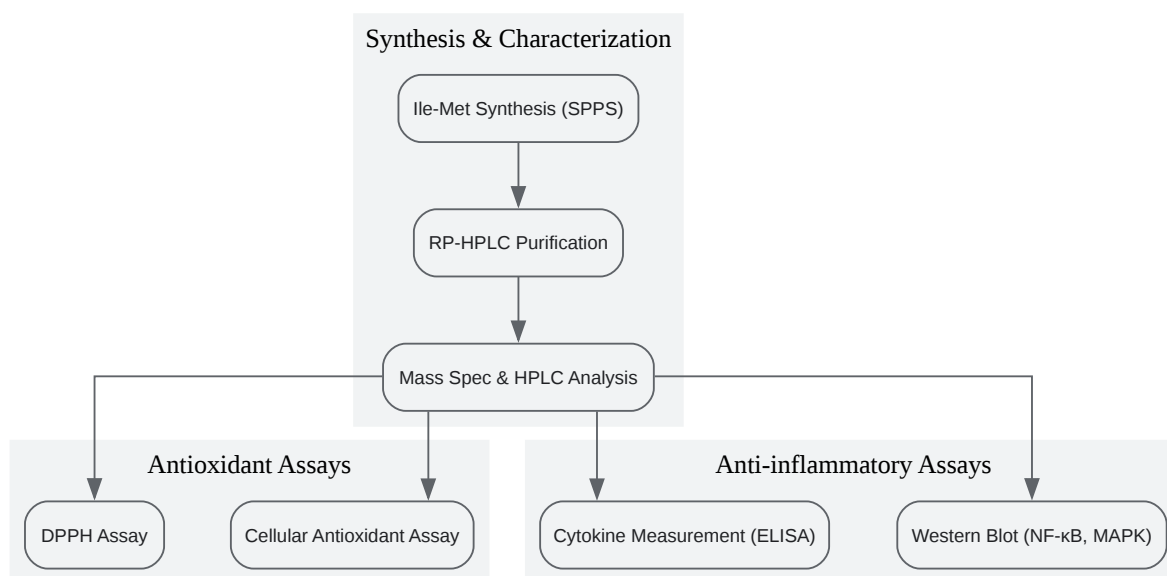 Synthesis & Characterization
Ile-Met Synthesis (SPPS)
RP-HPLC Purification
Mass Spec & HPLC Analysis
Antioxidant Assays
Anti-inflammatory Assays
DPPH Assay
Cellular Antioxidant Assay
Cytokine Measurement (ELISA)
Western Blot (NF-κB, MAPK)